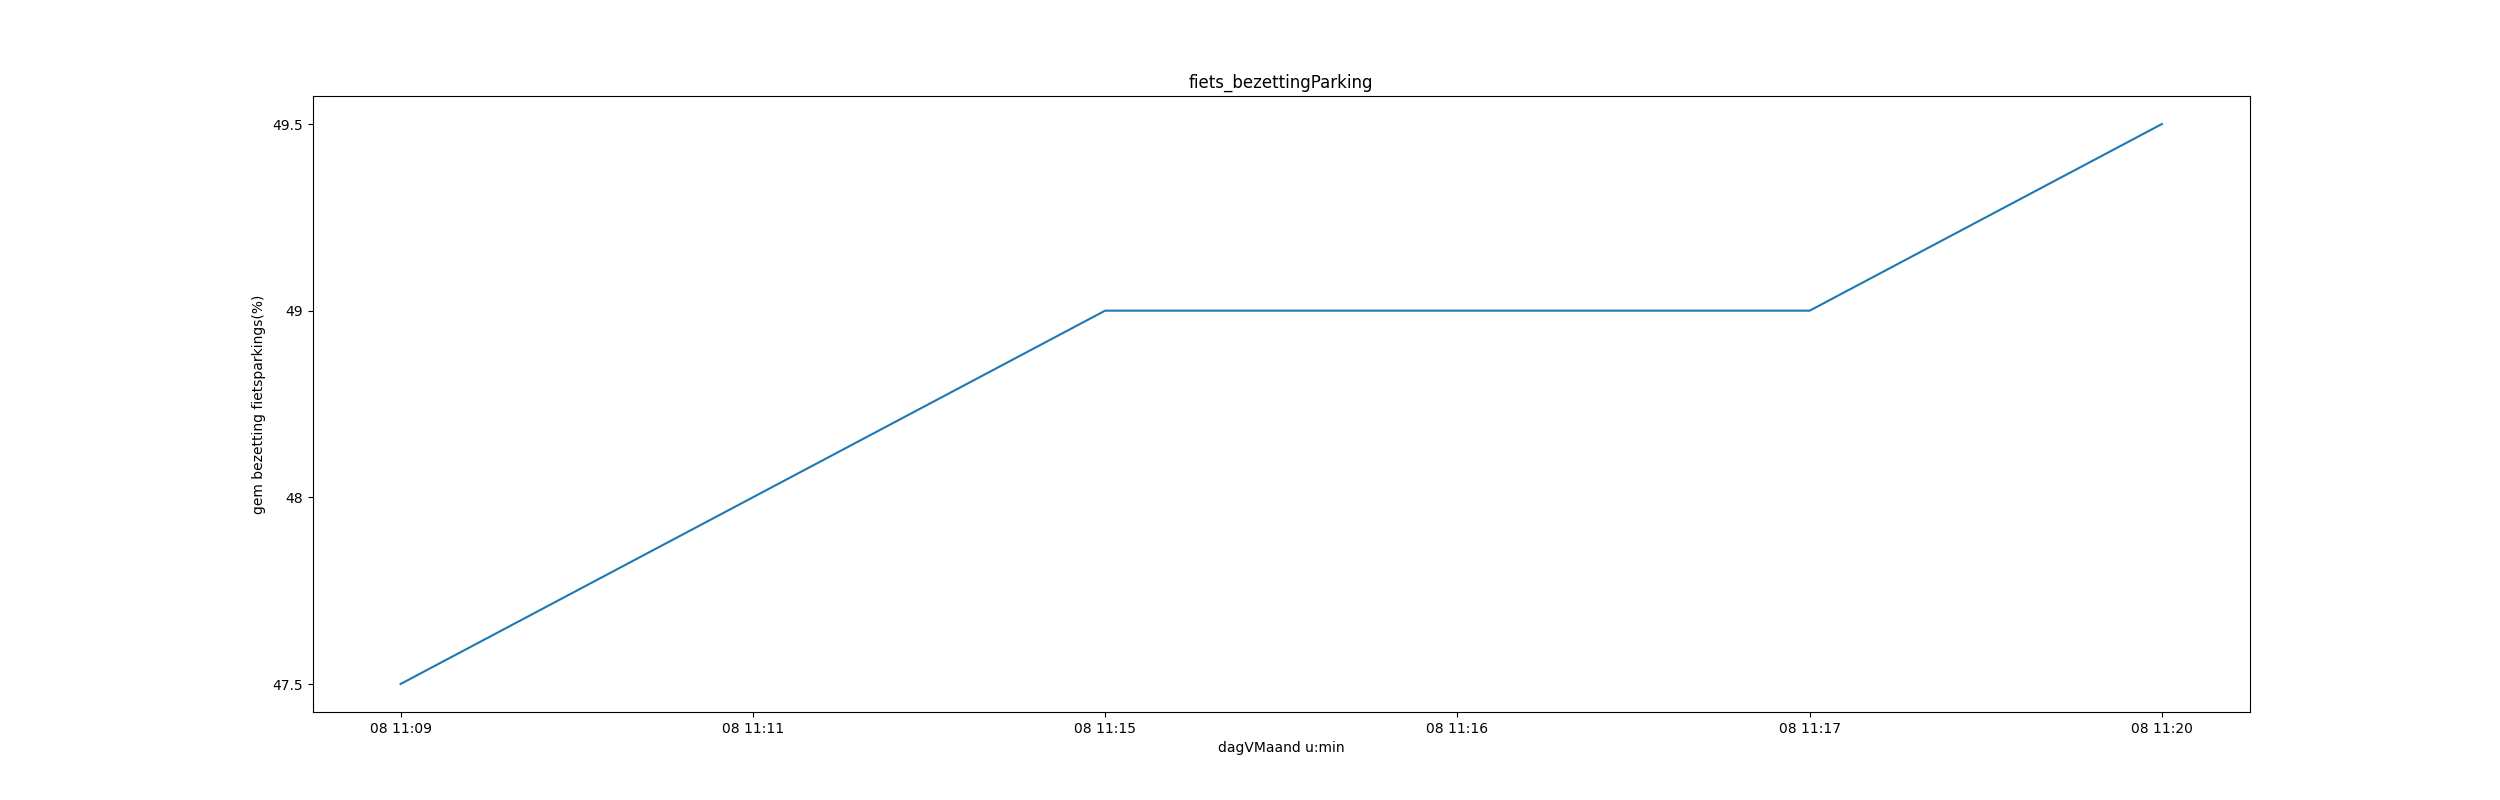 fiets_bezettingParking
49.5
49
48
47.5
gem bezetting fietsparkings(%)
08 11:09 08 11:11 08 11:15 08 11:16 08 11:17 08 11:20
dagVMaand u:min